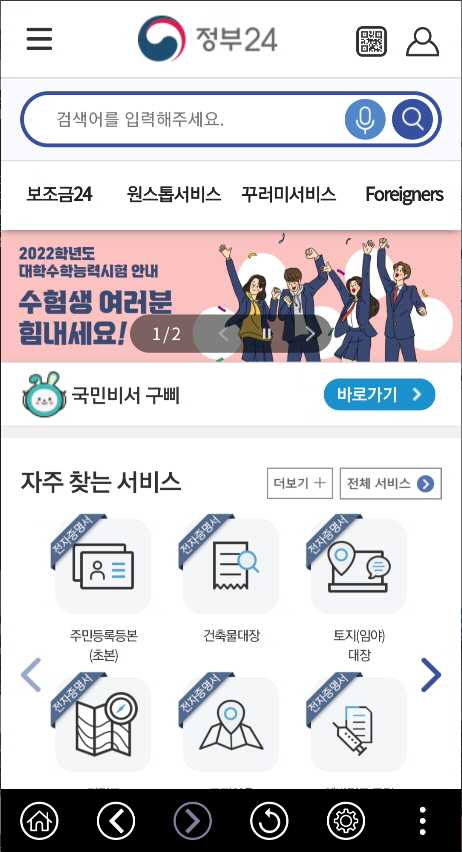 정부24
검색어를 입력해주세요.
보조금24 원스톱서비스 꾸러미서비스 Foreigners
2022학년도
대학수학능력시험 안내
수험생 여러분
힘내세요!
1/2
국민비서 구삐
바로가기
자주 찾는 서비스
더보기 +
전체 서비스
전자증명서 전자증명서 전자증명서
주민등록등본 건축물대장 토지(임야)
(초본) 대장
전자증명서 전자증명서 전자증명서